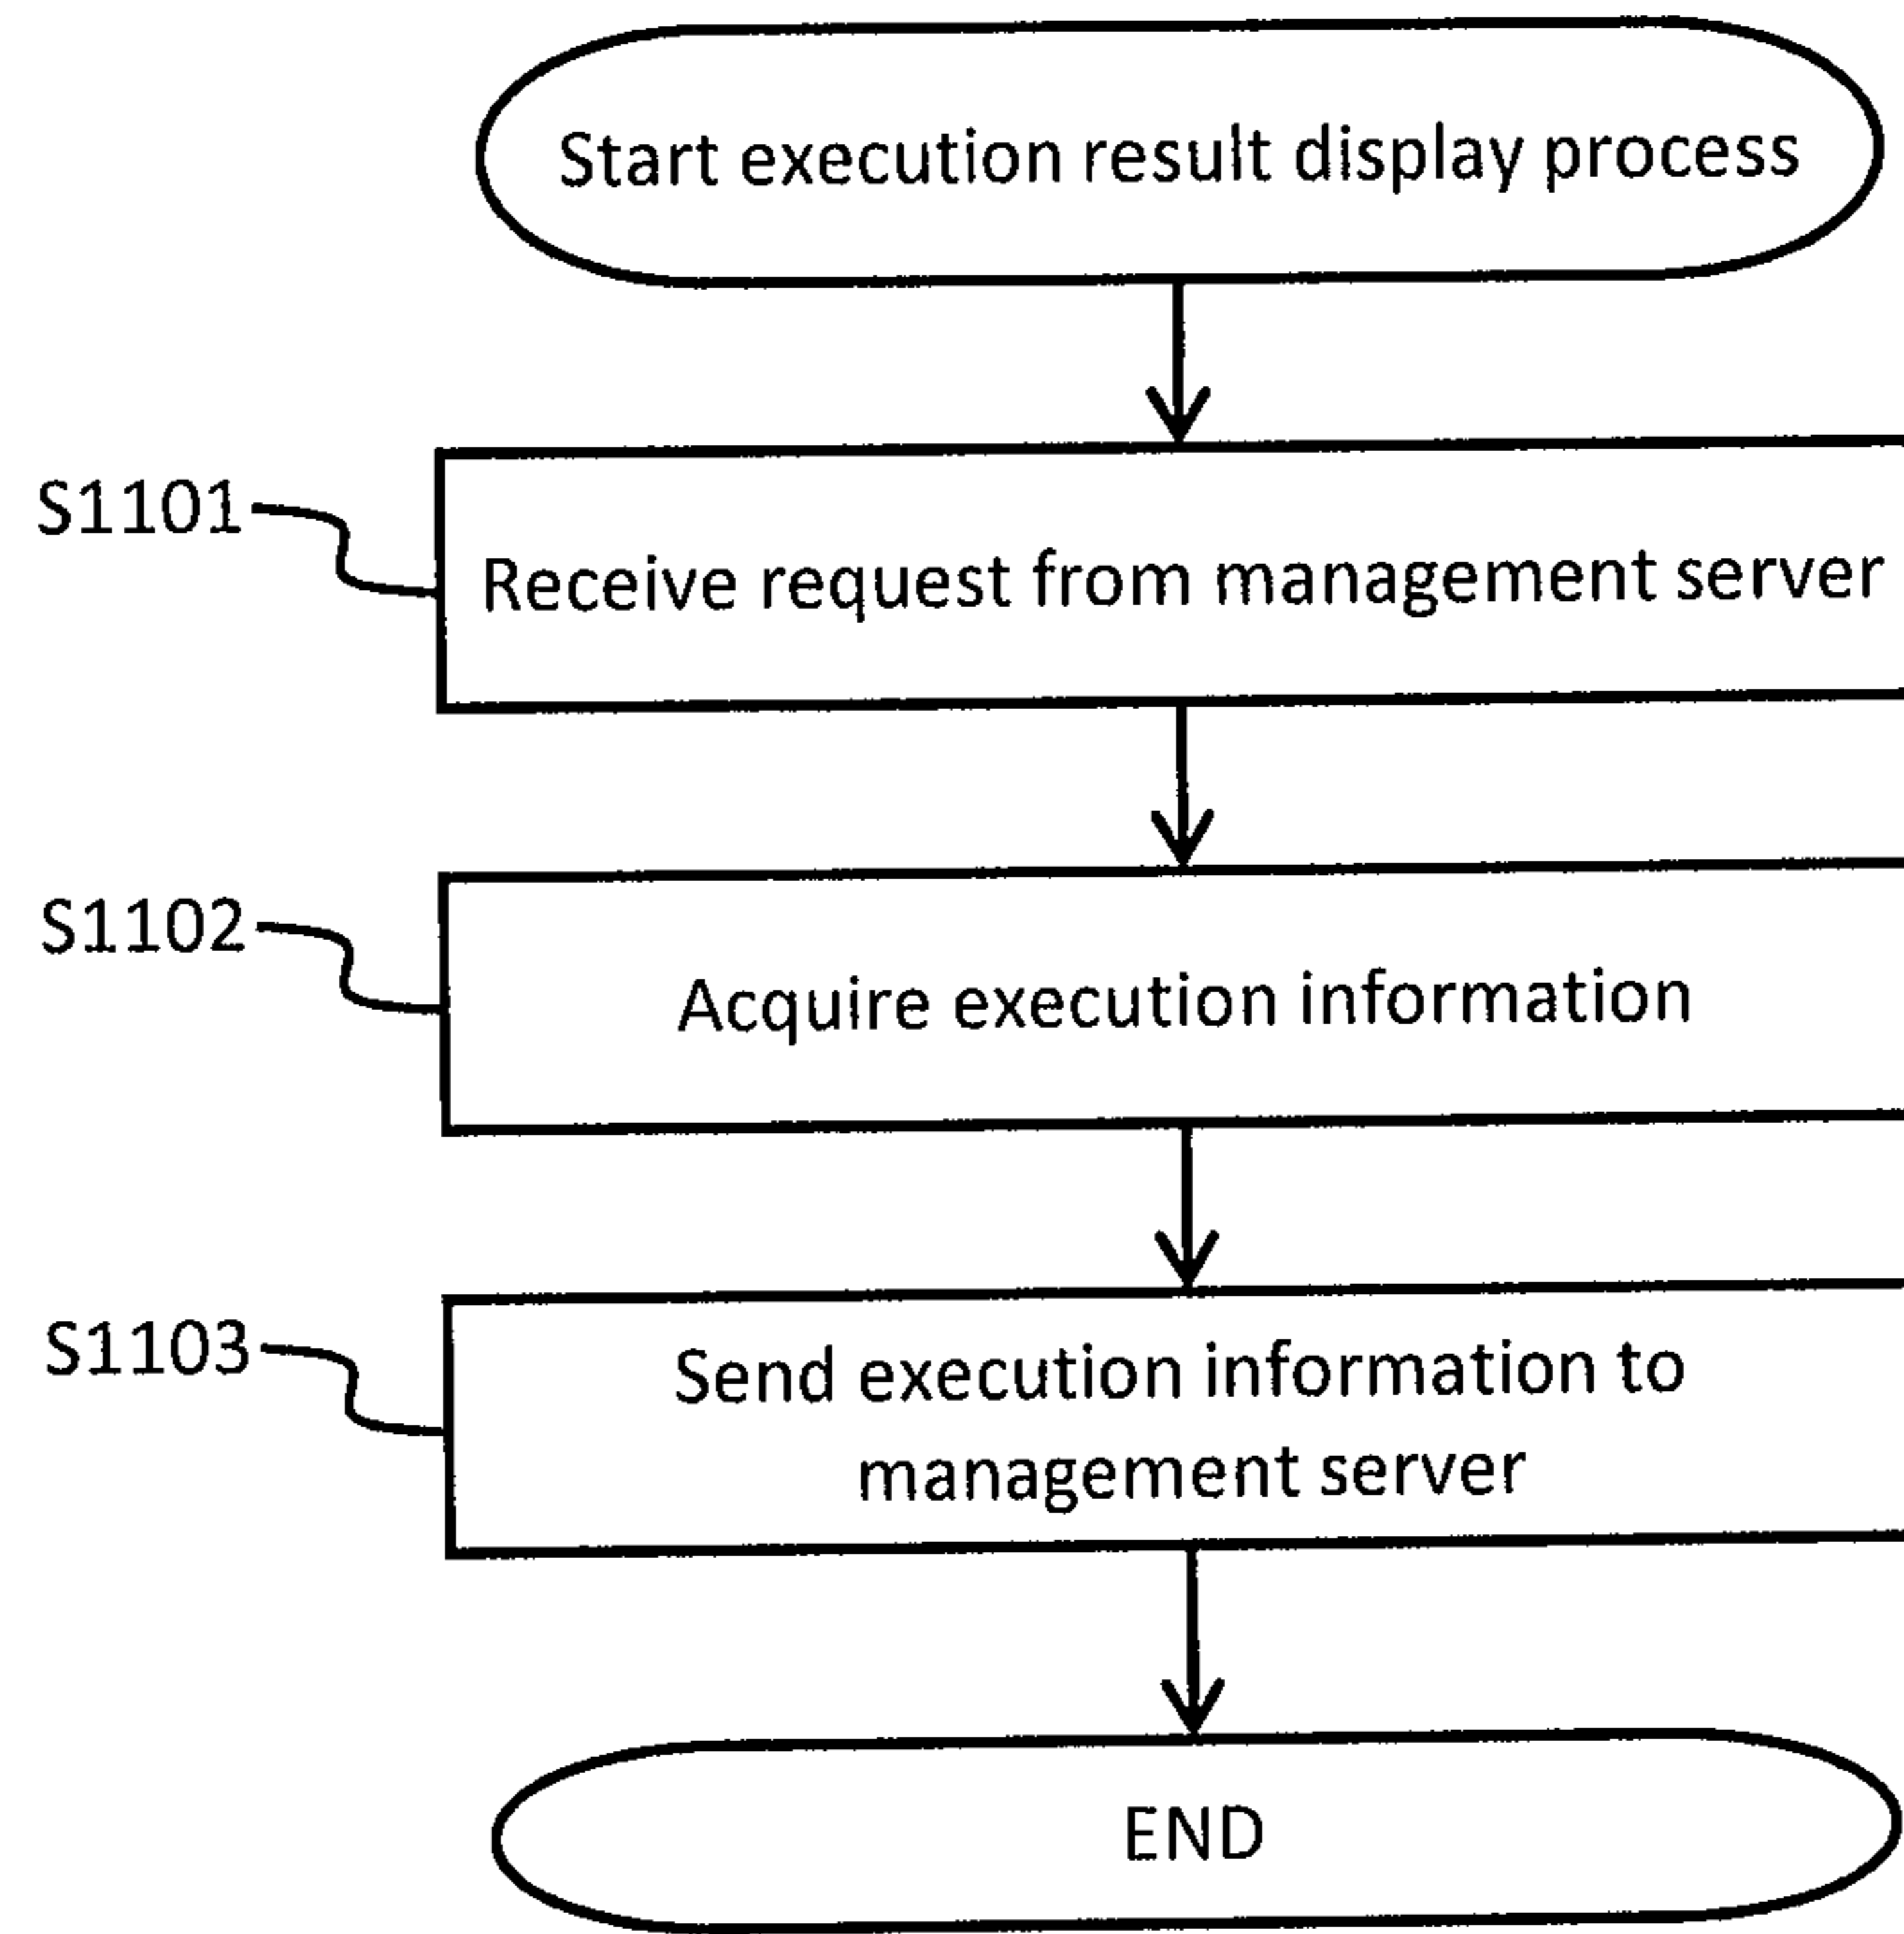 Start execution result display process
S1101
Receive request from management server
S1102
Acquire execution information
S1103
Send execution information to
management server
END